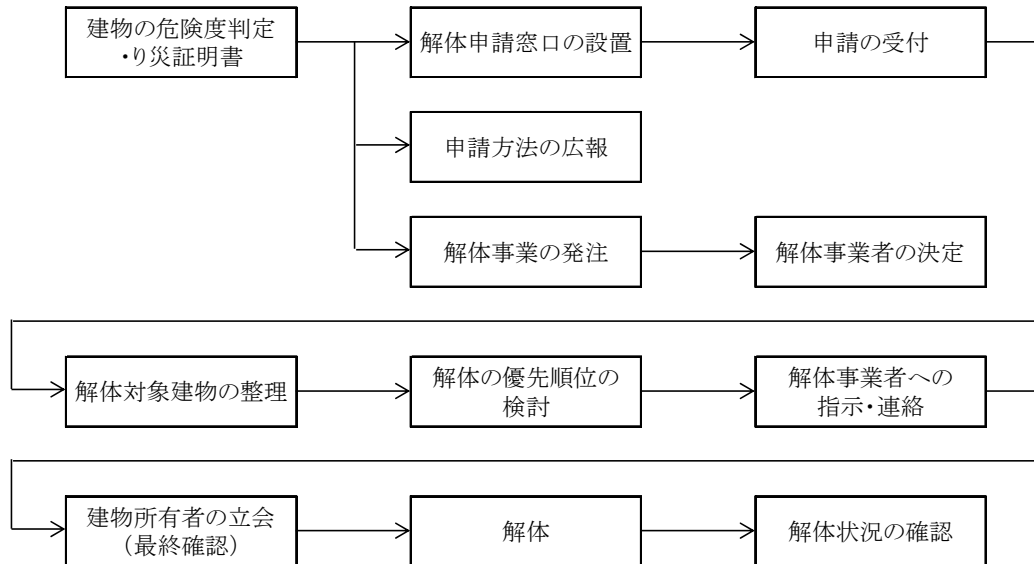 建物の危険度判定
・り災証明書
解体申請窓口の設置
申請の受付
申請方法の広報
解体事業の発注
解体事業者の決定
解体対象建物の整理
解体の優先順位の
検討
解体事業者への
指示・連絡
建物所有者の立会
（最終確認）
解体
解体状況の確認